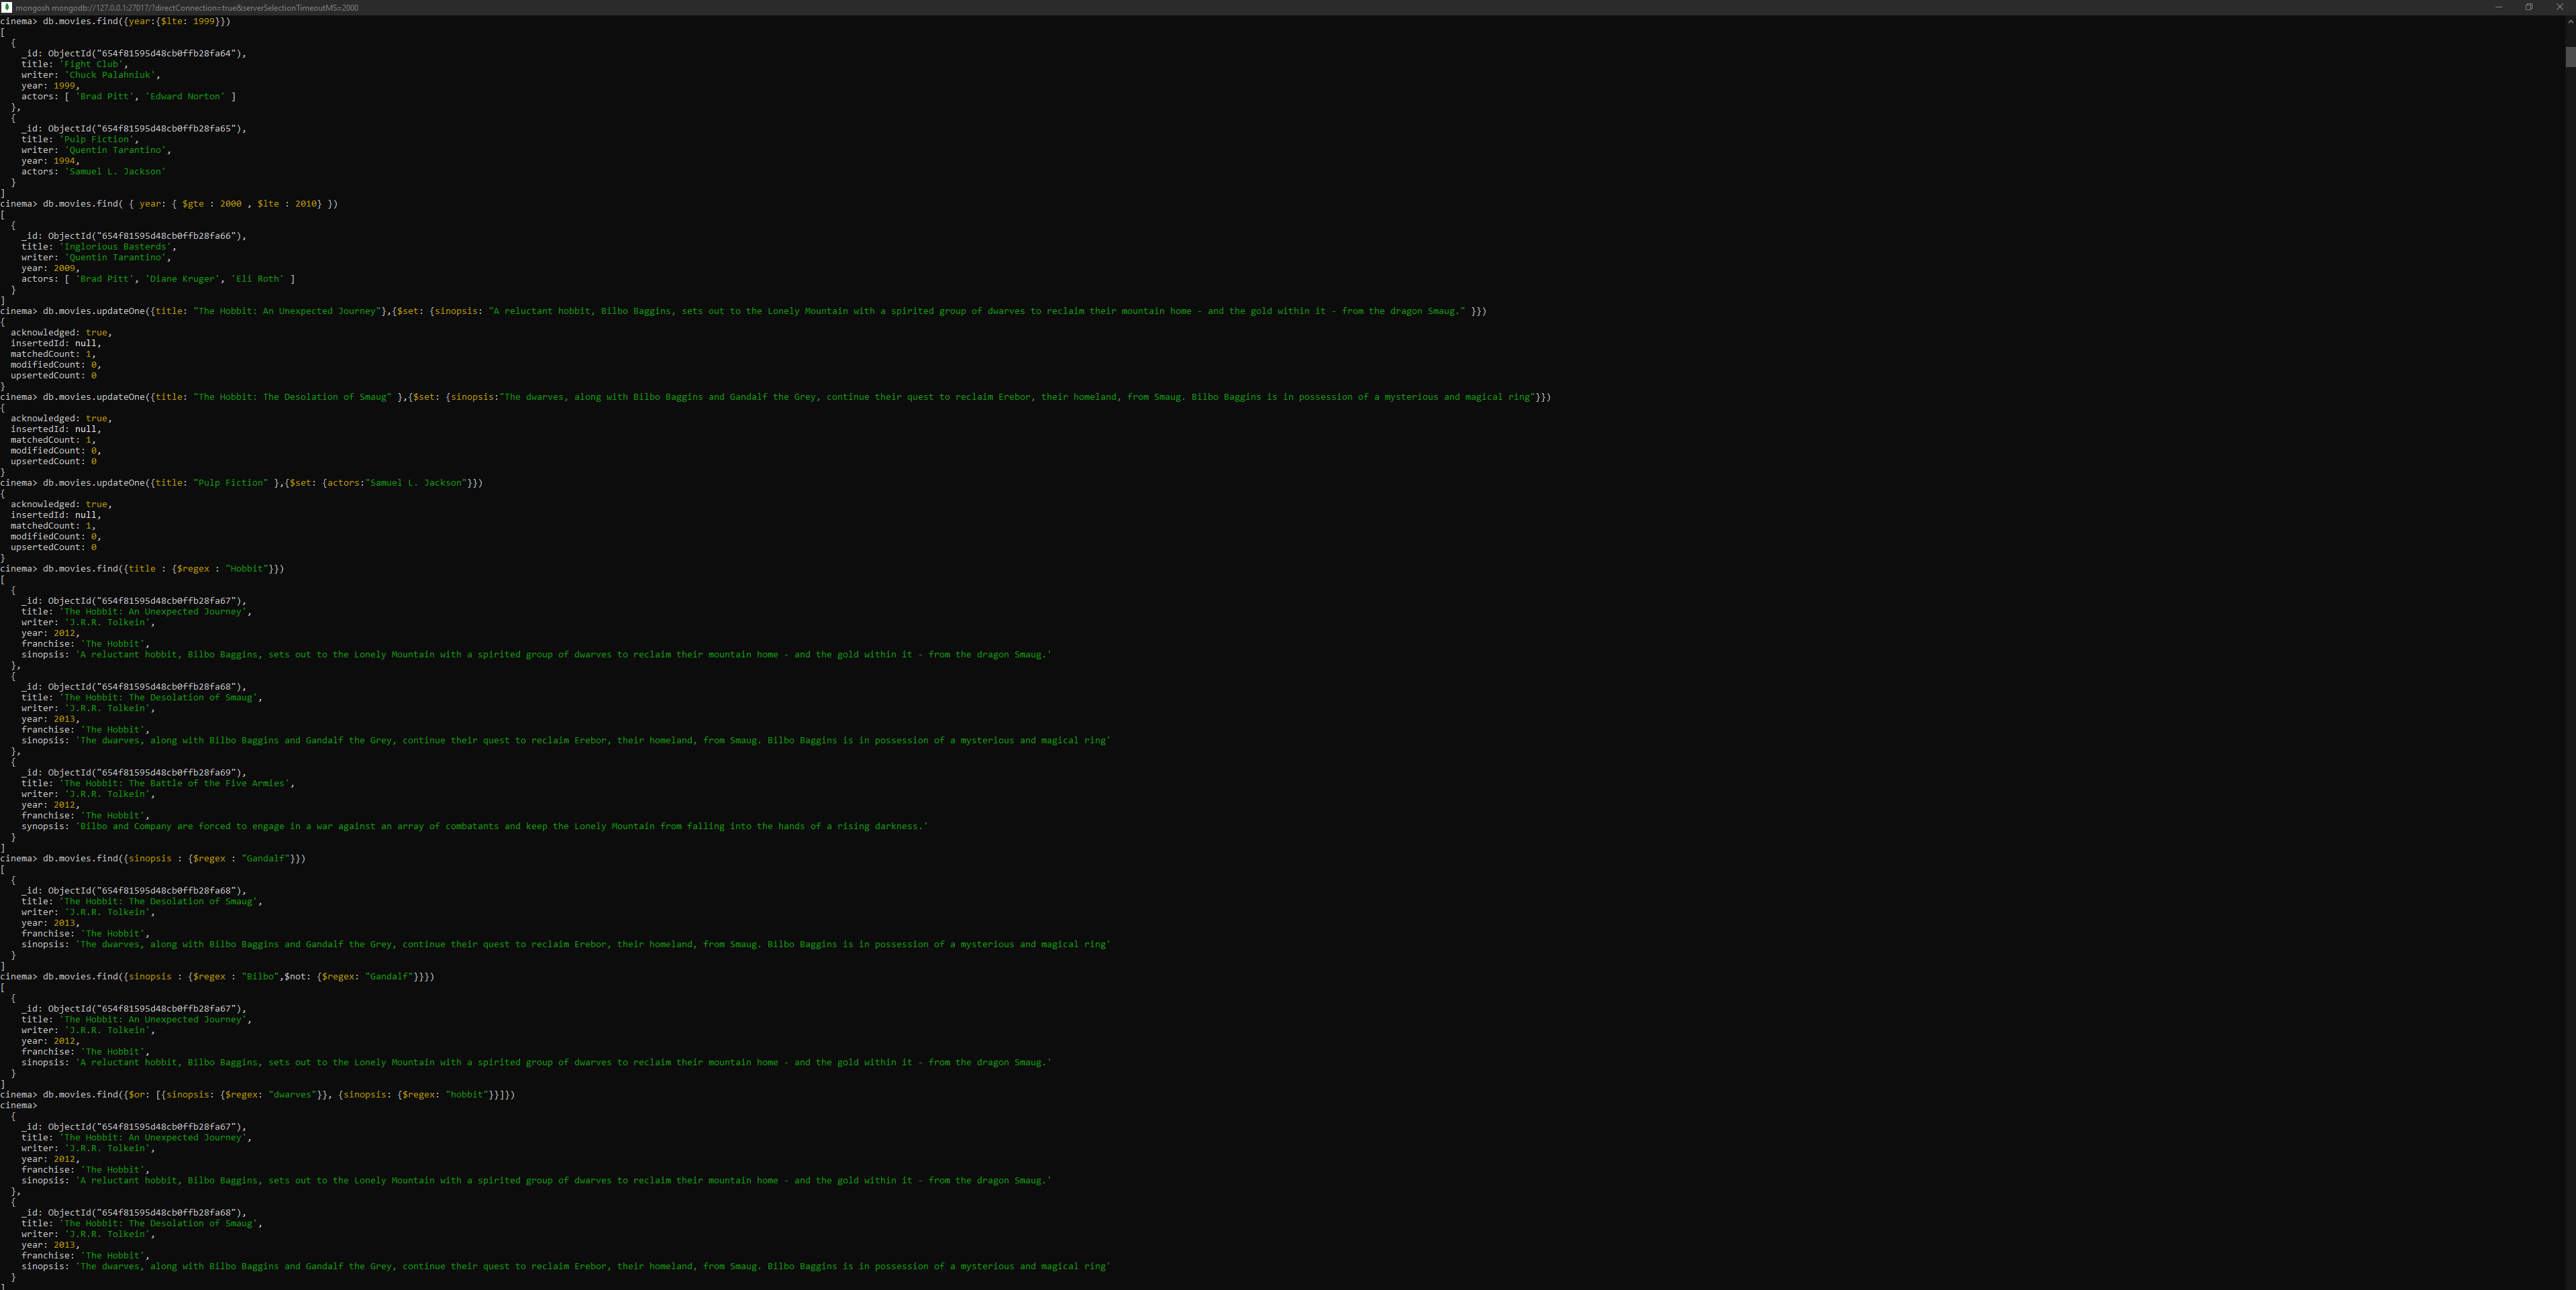 mongosh mongodb://127.0.0.1:27017/?directConnection=true&serverSelectionTimeoutMS=2000
cinema> db.movies.find({year:{$lte: 1999}})
[
  {
    _id: ObjectId("654f81595d48cb0ffb28fa64"),
    title: 'Fight Club',
    writer: 'Chuck Palahniuk',
    year: 1999,
    actors: [ 'Brad Pitt', 'Edward Norton' ]
  },
  {
    _id: ObjectId("654f81595d48cb0ffb28fa65"),
    title: 'Pulp Fiction',
    writer: 'Quentin Tarantino',
    year: 1994,
    actors: 'Samuel L. Jackson'
  }
]
cinema> db.movies.find( { year: { $gte : 2000 , $lte : 2010} })
[
  {
    _id: ObjectId("654f81595d48cb0ffb28fa66"),
    title: 'Inglorious Basterds',
    writer: 'Quentin Tarantino',
    year: 2009,
    actors: [ 'Brad Pitt', 'Diane Kruger', 'Eli Roth' ]
  }
]
cinema> db.movies.updateOne({title: "The Hobbit: An Unexpected Journey"},{$set: {sinopsis: "A reluctant hobbit, Bilbo Baggins, sets out to the Lonely Mountain with a spirited group of dwarves to reclaim their mountain home - and the gold within it - from the dragon Smaug." }})
{
  acknowledged: true,
  insertedId: null,
  matchedCount: 1,
  modifiedCount: 0,
  upsertedCount: 0
}
cinema> db.movies.updateOne({title: "The Hobbit: The Desolation of Smaug" },{$set: {sinopsis:"The dwarves, along with Bilbo Baggins and Gandalf the Grey, continue their quest to reclaim Erebor, their homeland, from Smaug. Bilbo Baggins is in possession of a mysterious and magical ring"}})
{
  acknowledged: true,
  insertedId: null,
  matchedCount: 1,
  modifiedCount: 0,
  upsertedCount: 0
}
cinema> db.movies.updateOne({title: "Pulp Fiction" },{$set: {actors:"Samuel L. Jackson"}})
{
  acknowledged: true,
  insertedId: null,
  matchedCount: 1,
  modifiedCount: 0,
  upsertedCount: 0
}
cinema> db.movies.find({title : {$regex : "Hobbit"}})
[
  {
    _id: ObjectId("654f81595d48cb0ffb28fa67"),
    title: 'The Hobbit: An Unexpected Journey',
    writer: 'J.R.R. Tolkein',
    year: 2012,
    franchise: 'The Hobbit',
    sinopsis: 'A reluctant hobbit, Bilbo Baggins, sets out to the Lonely Mountain with a spirited group of dwarves to reclaim their mountain home - and the gold within it - from the dragon Smaug.'
  },
  {
    _id: ObjectId("654f81595d48cb0ffb28fa68"),
    title: 'The Hobbit: The Desolation of Smaug',
    writer: 'J.R.R. Tolkein',
    year: 2013,
    franchise: 'The Hobbit',
    sinopsis: 'The dwarves, along with Bilbo Baggins and Gandalf the Grey, continue their quest to reclaim Erebor, their homeland, from Smaug. Bilbo Baggins is in possession of a mysterious and magical ring'
  },
  {
    _id: ObjectId("654f81595d48cb0ffb28fa69"),
    title: 'The Hobbit: The Battle of the Five Armies',
    writer: 'J.R.R. Tolkein',
    year: 2012,
    franchise: 'The Hobbit',
    synopsis: 'Bilbo and Company are forced to engage in a war against an array of combatants and keep the Lonely Mountain from falling into the hands of a rising darkness.'
  }
]
cinema> db.movies.find({sinopsis : {$regex : "Gandalf"}})
[
  {
    _id: ObjectId("654f81595d48cb0ffb28fa68"),
    title: 'The Hobbit: The Desolation of Smaug',
    writer: 'J.R.R. Tolkein',
    year: 2013,
    franchise: 'The Hobbit',
    sinopsis: 'The dwarves, along with Bilbo Baggins and Gandalf the Grey, continue their quest to reclaim Erebor, their homeland, from Smaug. Bilbo Baggins is in possession of a mysterious and magical ring'
  }
]
cinema> db.movies.find({sinopsis : {$regex : "Bilbo",$not: {$regex: "Gandalf"}}})
[
  {
    _id: ObjectId("654f81595d48cb0ffb28fa67"),
    title: 'The Hobbit: An Unexpected Journey',
    writer: 'J.R.R. Tolkein',
    year: 2012,
    franchise: 'The Hobbit',
    sinopsis: 'A reluctant hobbit, Bilbo Baggins, sets out to the Lonely Mountain with a spirited group of dwarves to reclaim their mountain home - and the gold within it - from the dragon Smaug.'
  }
]
cinema> db.movies.find({$or: [{sinopsis: {$regex: "dwarves"}}, {sinopsis: {$regex: "hobbit"}}]})
cinema>
  {
    _id: ObjectId("654f81595d48cb0ffb28fa67"),
    title: 'The Hobbit: An Unexpected Journey',
    writer: 'J.R.R. Tolkein',
    year: 2012,
    franchise: 'The Hobbit',
    sinopsis: 'A reluctant hobbit, Bilbo Baggins, sets out to the Lonely Mountain with a spirited group of dwarves to reclaim their mountain home - and the gold within it - from the dragon Smaug.'
  },
  {
    _id: ObjectId("654f81595d48cb0ffb28fa68"),
    title: 'The Hobbit: The Desolation of Smaug',
    writer: 'J.R.R. Tolkein',
    year: 2013,
    franchise: 'The Hobbit',
    sinopsis: 'The dwarves, along with Bilbo Baggins and Gandalf the Grey, continue their quest to reclaim Erebor, their homeland, from Smaug. Bilbo Baggins is in possession of a mysterious and magical ring'
  }
]